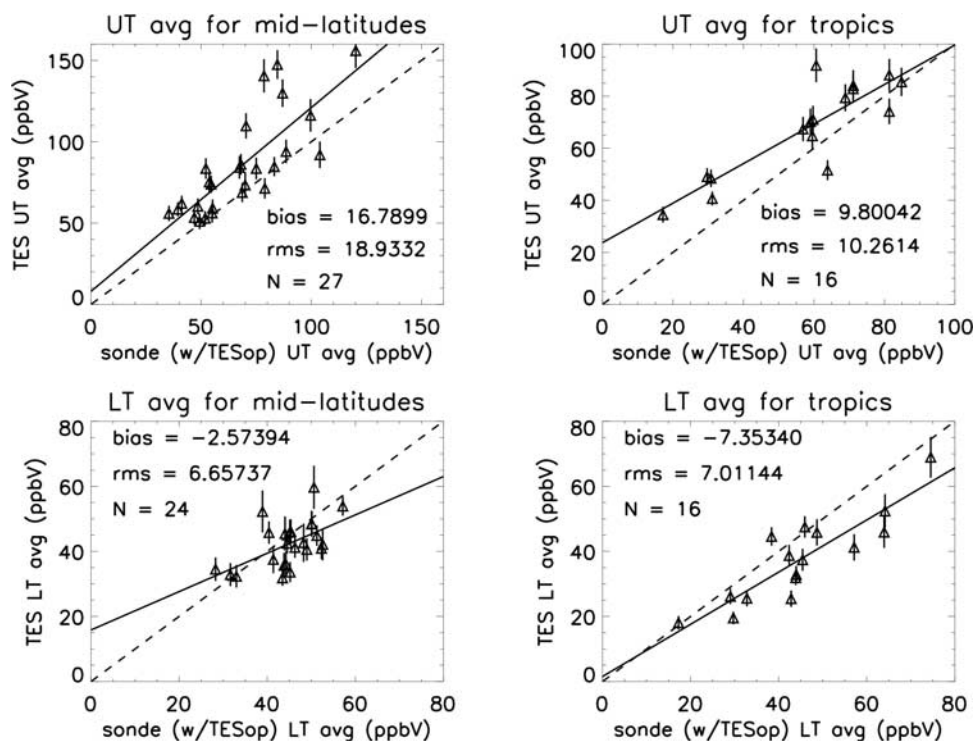 UT avg for mid-latitudes
TES UT avg (ppbV)
150
100
50
0
bias = 16.7899
rms = 18.9332
N = 27
0 50 100 150
sonde (w/TESop) UT avg (ppbV)
UT avg for tropics
TES UT avg (ppbV)
100
80
60
40
20
0
bias = 9.80042
rms = 10.2614
N = 16
0 20 40 60 80 100
sonde (w/TESop) UT avg (ppbV)
LT avg for mid-latitudes
TES LT avg (ppbV)
80
60
40
20
0
bias = -2.57394
rms = 6.65737
N = 24
0 20 40 60 80
sonde (w/TESop) LT avg (ppbV)
LT avg for tropics
TES LT avg (ppbV)
80
60
40
20
0
bias = -7.35340
rms = 7.01144
N = 16
0 20 40 60 80
sonde (w/TESop) LT avg (ppbV)